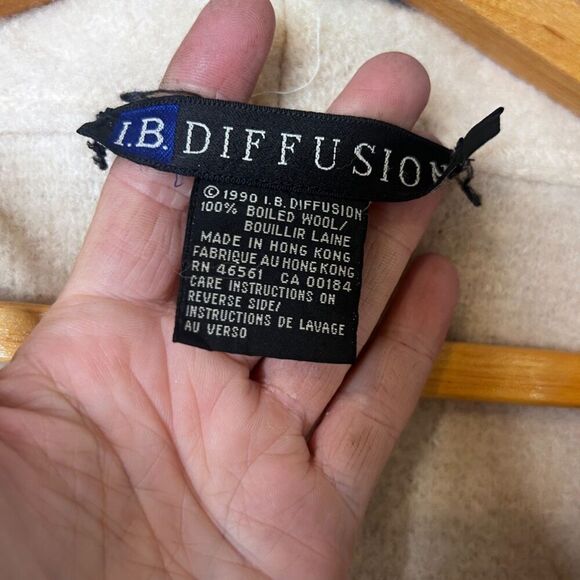 I.B. DIFFUSION
© 1990 I.B. DIFFUSION
100% BOILED WOOL/
BOUILLIR LAINE
MADE IN HONG KONG
FABRIQUE AU HONG KONG
RN 46561 CA 00184
CARE INSTRUCTIONS ON
REVERSE SIDE/
INSTRUCTIONS DE LAVAGE
AU VERSO